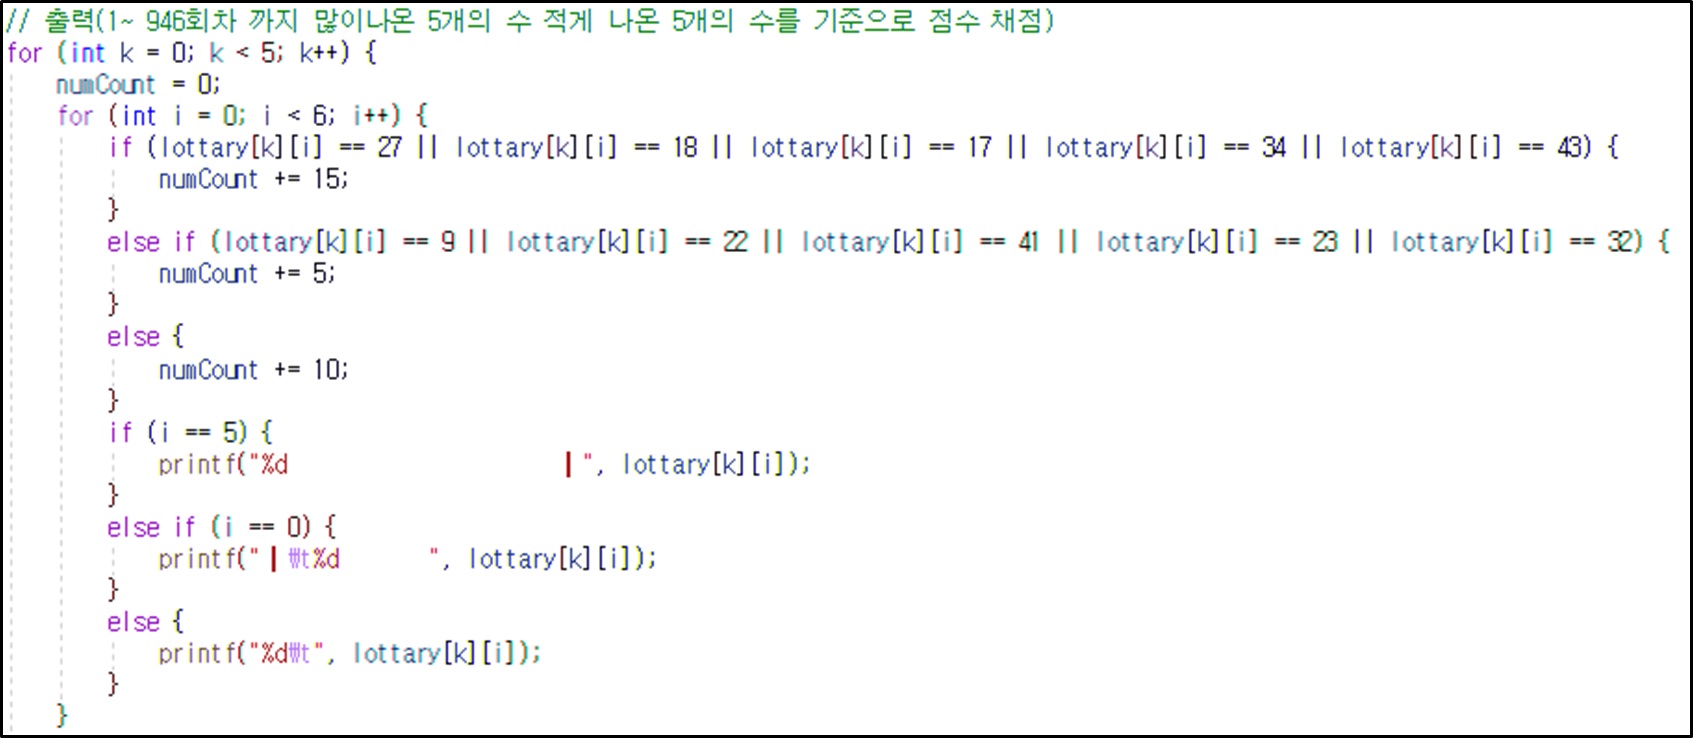 // 출력(1~ 946회차 까지 많이나온 5개의 수 적게 나온 5개의 수를 기준으로 점수 채점)
for (int k = 0; k < 5; k++) {
numCount = 0;
for (int i = 0; i < 6; i++) {
if (lottary[k][i] == 27 || lottary[k][i] == 18 || lottary[k][i] == 17 || lottary[k][i] == 34 || lottary[k][i] == 43) {
numCount += 15;
}
else if (lottary[k][i] == 9 || lottary[k][i] == 22 || lottary[k][i] == 41 || lottary[k][i] == 23 || lottary[k][i] == 32) {
numCount += 5;
}
else {
numCount += 10;
}
if (i == 5) {
printf("%d                 ┃", lottary[k][i]);
}
else if (i == 0) {
printf("┃₩t%d     ", lottary[k][i]);
}
else {
printf("%d₩t", lottary[k][i]);
}
}